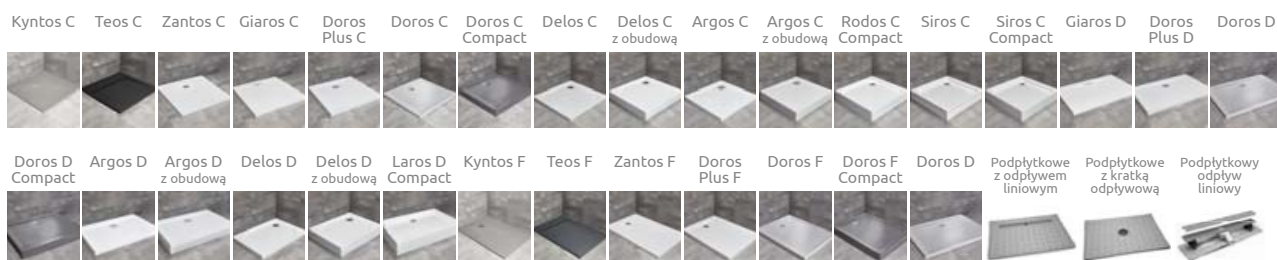 Kyntos C
Teos C
Zantos C
Giaros C
Doros
Plus C
Doros C
Doros C
Compact
Delos C
Delos C
z obudową
Argos C
Argos C
z obudową
Rodos C
Compact
Siros C
Siros C
Compact
Giaros D
Doros
Plus D
Doros D
Doros D
Compact
Argos D
Argos D
z obudową
Delos D
Delos D
z obudową
Laros D
Compact
Kyntos F
Teos F
Zantos F
Doros
Plus F
Doros F
Doros F
Compact
Doros D
Podpłytkowe
z odpływem
liniowym
Podpłytkowe
z kratką
odpływową
Podpłytkowy
odpływ
liniowy